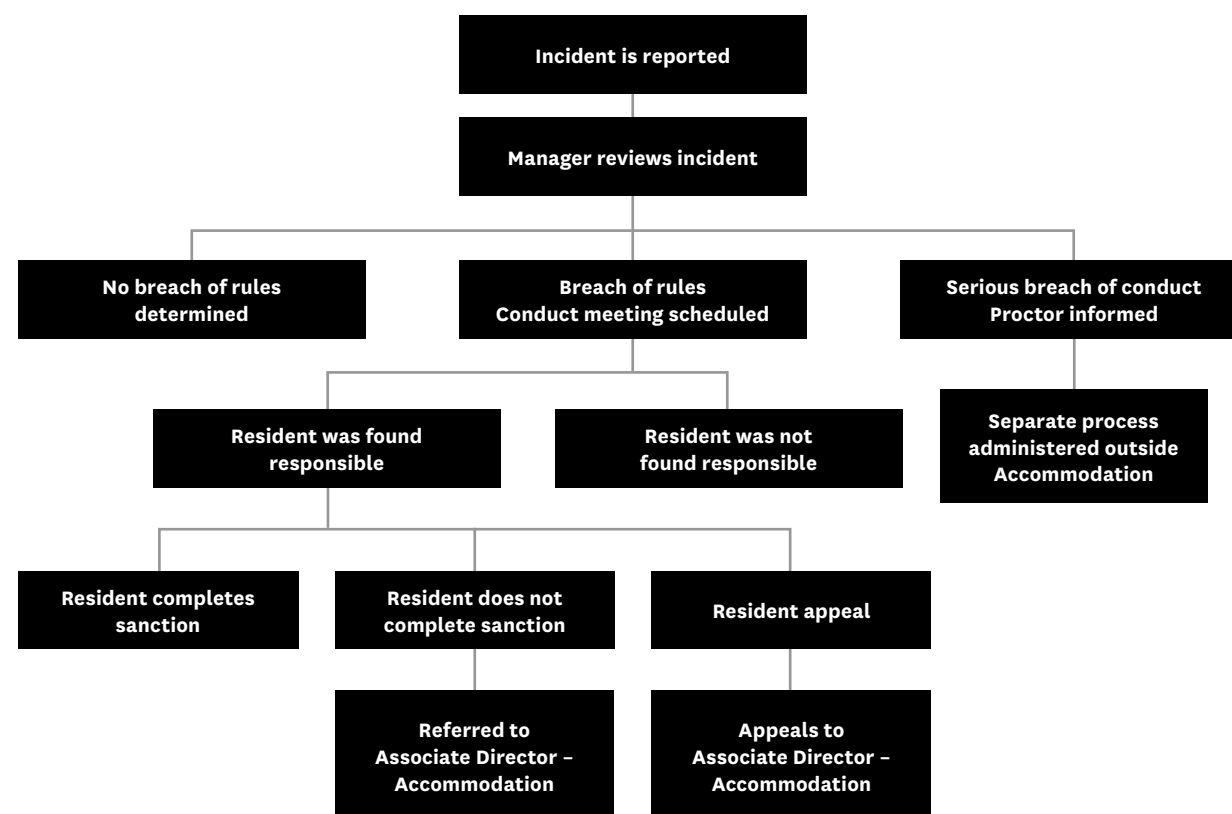 Incident is reported
Manager reviews incident
No breach of rules
determined
Breach of rules
Conduct meeting scheduled
Serious breach of conduct
Proctor informed
Resident was found
responsible
Resident was not
found responsible
Separate process
administered outside
Accommodation
Resident completes
sanction
Resident does not
complete sanction
Resident appeal
Referred to
Associate Director –
Accommodation
Appeals to
Associate Director –
Accommodation